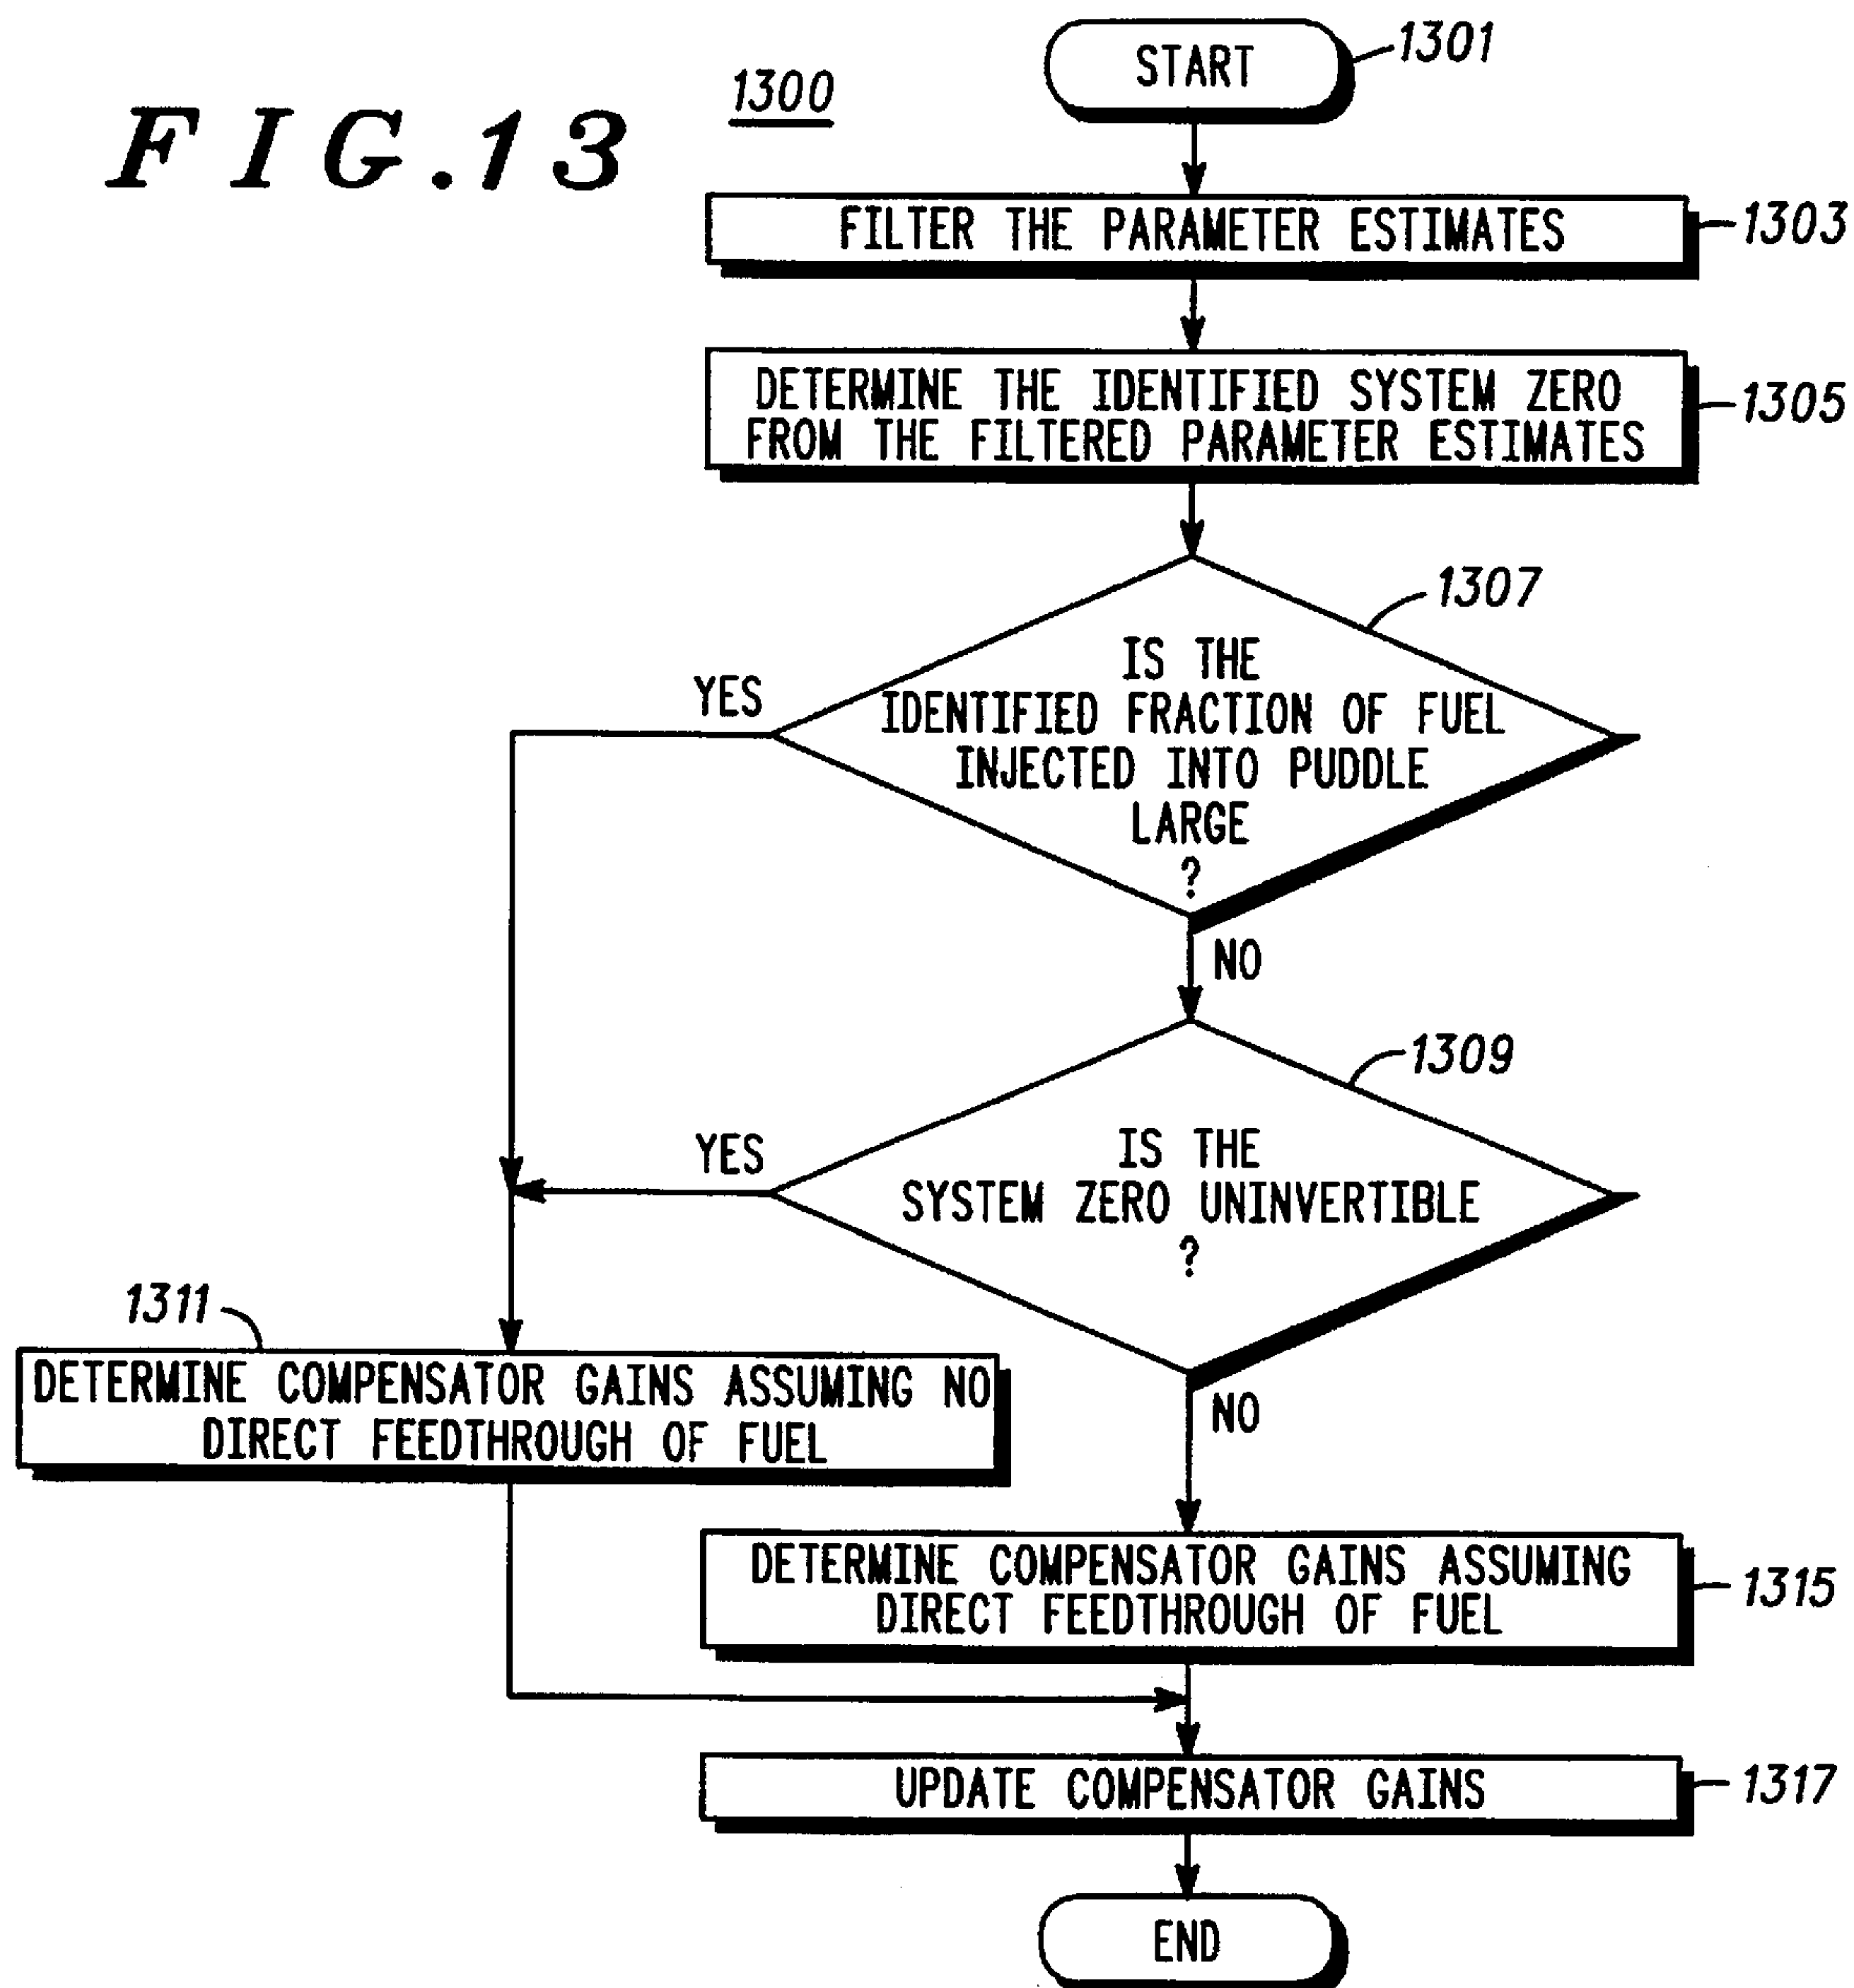 FIG.13
1300
START
1301
FILTER THE PARAMETER ESTIMATES
1303
DETERMINE THE IDENTIFIED SYSTEM ZERO
FROM THE FILTERED PARAMETER ESTIMATES
1305
1307
IS THE
IDENTIFIED FRACTION OF FUEL
INJECTED INTO PUDDLE
LARGE
?
YES
NO
1309
IS THE
SYSTEM ZERO UNINVERTIBLE
?
YES
NO
1311
DETERMINE COMPENSATOR GAINS ASSUMING NO
DIRECT FEEDTHROUGH OF FUEL
DETERMINE COMPENSATOR GAINS ASSUMING
DIRECT FEEDTHROUGH OF FUEL
1315
UPDATE COMPENSATOR GAINS
1317
END